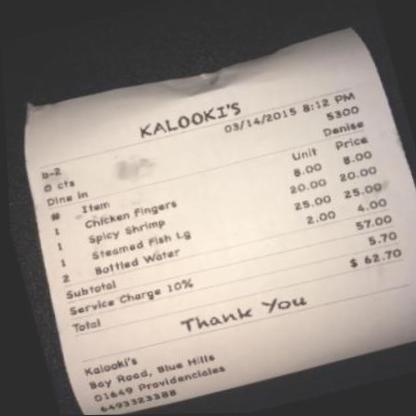 KALOOKI'S
03/14/2015 8:12 PM
b-2 5300
0 cts Denise
Dine in
# Item Unit Price
1 Chicken Fingers 8.00 8.00
1 Spicy Shrimp 20.00 20.00
1 Steamed Fish Lg 25.00 25.00
2 Bottled Water 2.00 4.00
Subtotal 57.00
Service Charge 10% 5.70
Total $ 62.70
Thank You
Kalooki's
Bay Road, Blue Hills
01649 Providenciales
6493323388